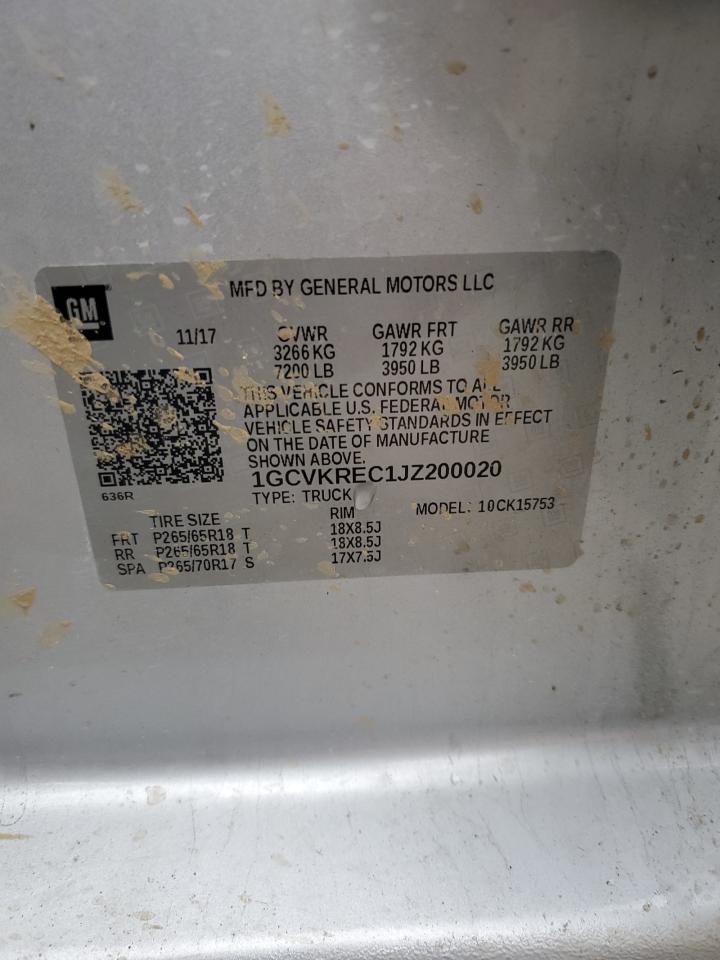 GM
MFD BY GENERAL MOTORS LLC
11/17 GVWR GAWR FRT GAWR RR
3266 KG 1792 KG 1792 KG
7200 LB 3950 LB 3950 LB
THIS VEHICLE CONFORMS TO ALL
APPLICABLE U.S. FEDERAL MOTOR
VEHICLE SAFETY STANDARDS IN EFFECT
ON THE DATE OF MANUFACTURE
SHOWN ABOVE.
1GCVKREC1JZ200020
636R
TYPE: TRUCK MODEL: 10CK15753
TIRE SIZE RIM
FRT P265/65R18 T 18X8.5J
RR P265/65R18 T 18X8.5J
SPA P265/70R17 S 17X7.5J